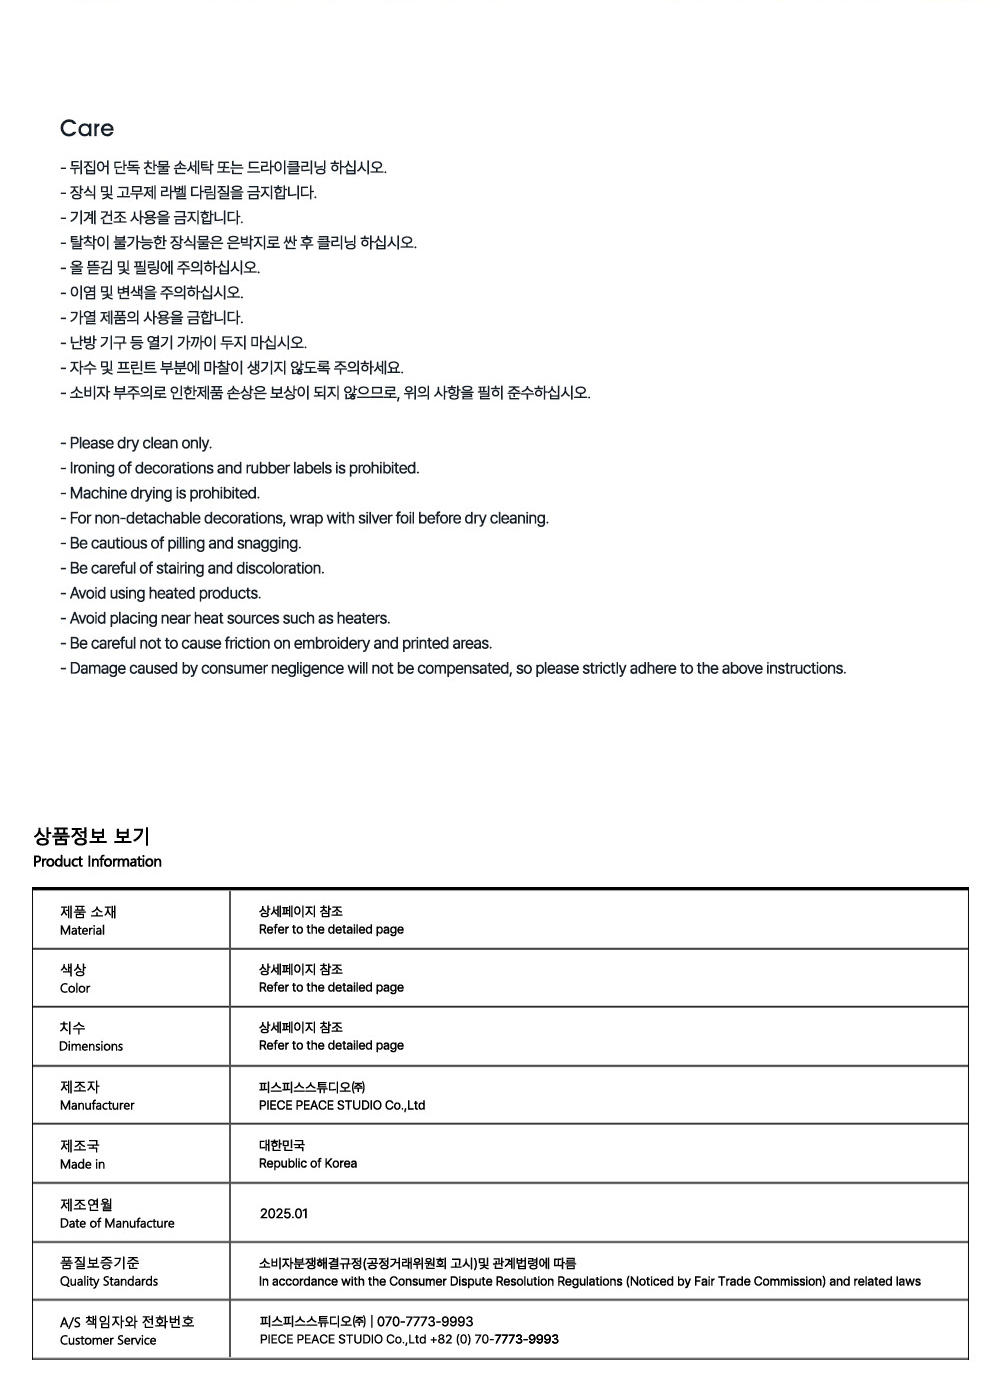 Care
- 뒤집어 단독 찬물 손세탁 또는 드라이클리닝 하십시오.
- 장식 및 고무제 라벨 다림질을 금지합니다.
- 기계 건조 사용을 금지합니다.
- 탈착이 불가능한 장식물은 은박지로 싼 후 클리닝 하십시오.
- 올 뜯김 및 필링에 주의하십시오.
- 이염 및 변색을 주의하십시오.
- 가열 제품의 사용을 금합니다.
- 난방 기구 등 열기 가까이 두지 마십시오.
- 자수 및 프린트 부분에 마찰이 생기지 않도록 주의하세요.
- 소비자 부주의로 인한제품 손상은 보상이 되지 않으므로, 위의 사항을 필히 준수하십시오.
- Please dry clean only.
- Ironing of decorations and rubber labels is prohibited.
- Machine drying is prohibited.
- For non-detachable decorations, wrap with silver foil before dry cleaning.
- Be cautious of pilling and snagging.
- Be careful of stairing and discoloration.
- Avoid using heated products.
- Avoid placing near heat sources such as heaters.
- Be careful not to cause friction on embroidery and printed areas.
- Damage caused by consumer negligence will not be compensated, so please strictly adhere to the above instructions.
상품정보 보기
Product Information
제품 소재
Material
상세페이지 참조
Refer to the detailed page
색상
Color
상세페이지 참조
Refer to the detailed page
치수
Dimensions
상세페이지 참조
Refer to the detailed page
제조자
Manufacturer
피스피스스튜디오㈜
PIECE PEACE STUDIO Co.,Ltd
제조국
Made in
대한민국
Republic of Korea
제조연월
Date of Manufacture
2025.01
품질보증기준
Quality Standards
소비자분쟁해결규정(공정거래위원회 고시)및 관계법령에 따름
In accordance with the Consumer Dispute Resolution Regulations (Noticed by Fair Trade Commission) and related laws
A/S 책임자와 전화번호
Customer Service
피스피스스튜디오㈜ | 070-7773-9993
PIECE PEACE STUDIO Co.,Ltd +82 (0) 70-7773-9993